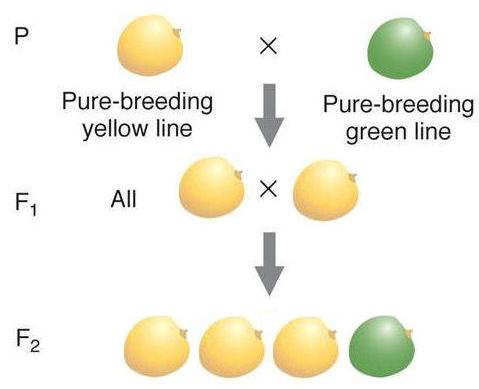 P
×
Pure-breeding
yellow line
Pure-breeding
green line
F₁
All
×
F₂